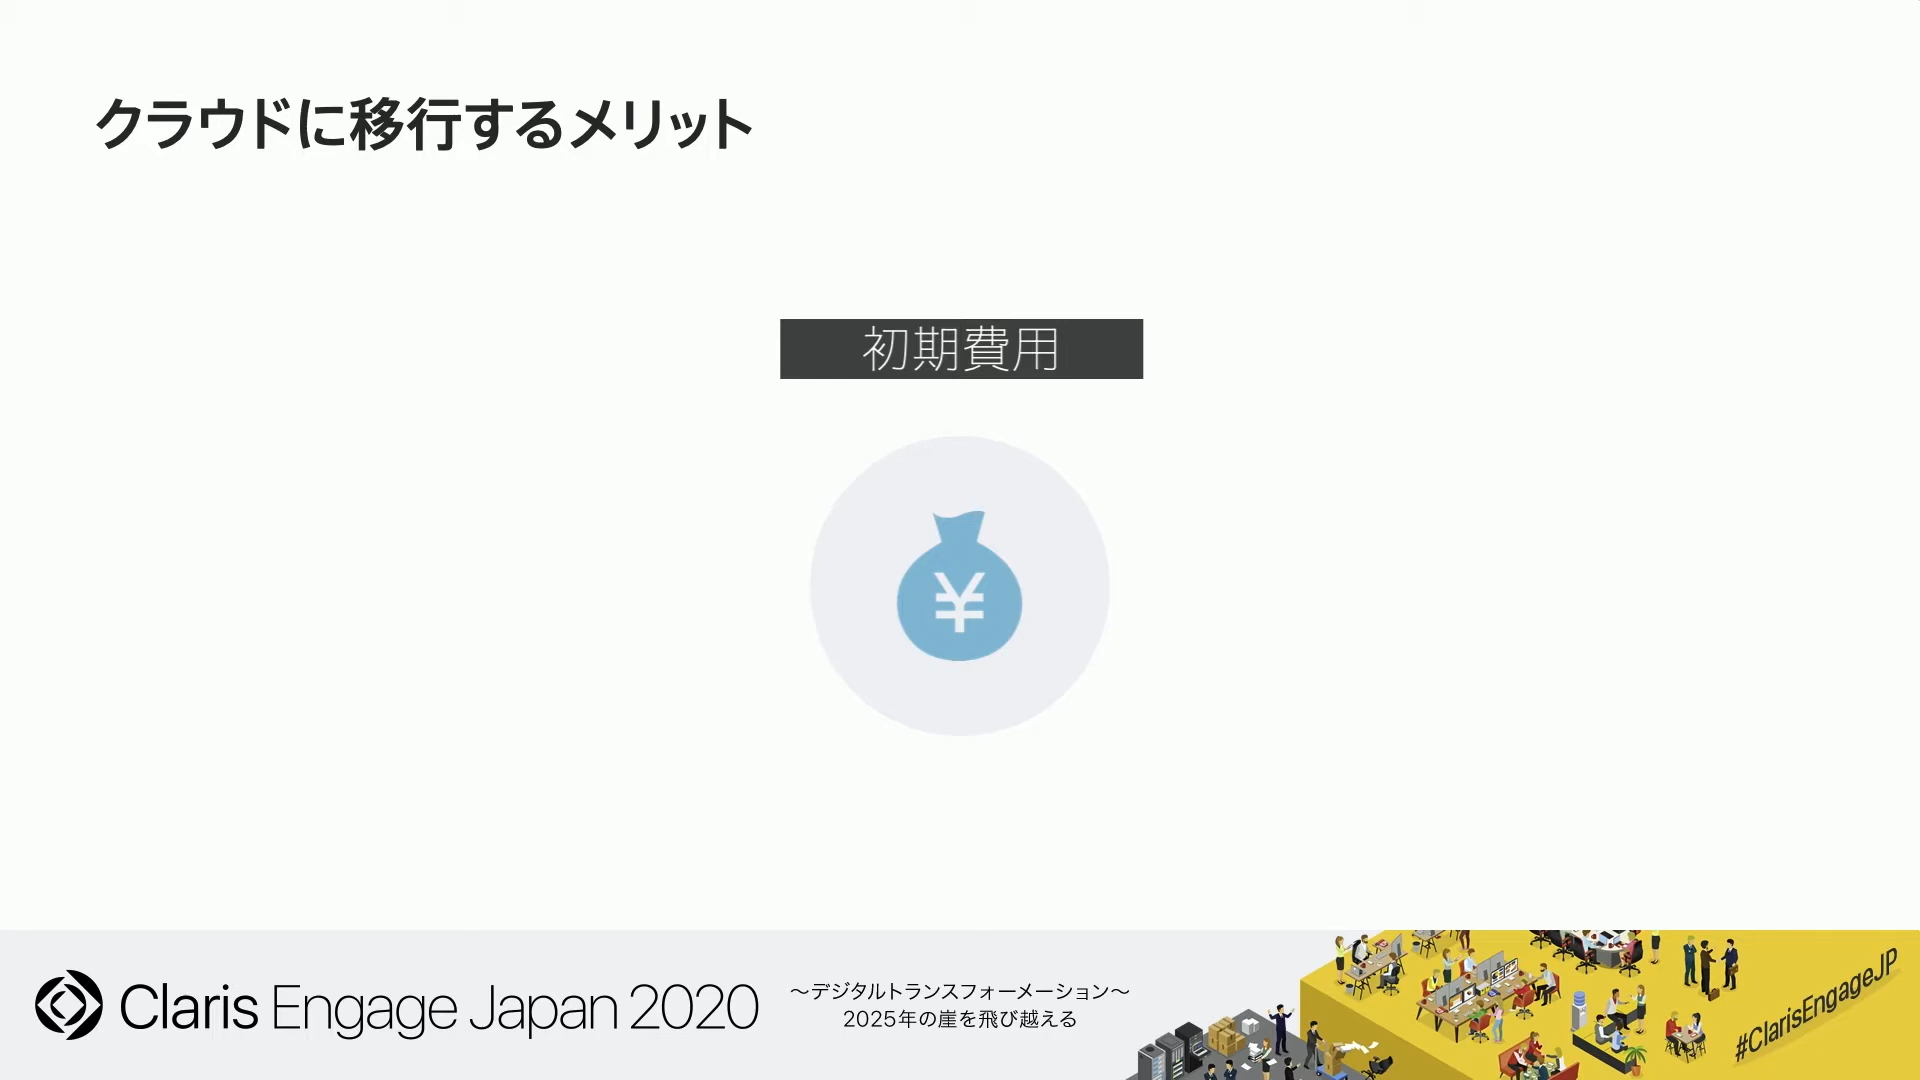 クラウドに移行するメリット
初期費用
¥
Claris Engage Japan 2020
〜デジタルトランスフォーメーション〜
2025年の崖を飛び越える
#ClarisEngageJP